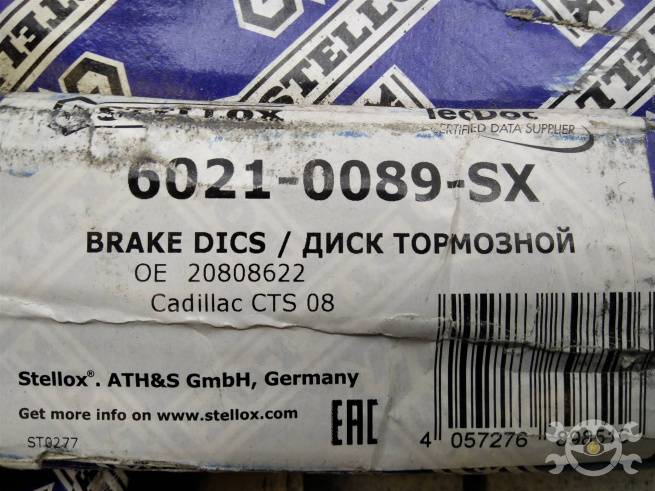 STELLOX
STELLOX
TecDoc
CERTIFIED DATA SUPPLIER
6021-0089-SX
BRAKE DICS / ДИСК ТОРМОЗНОЙ
OE 20808622
Cadillac CTS 08
Stellox®. ATH&S GmbH, Germany
Get more info on www.stellox.com
ST0277
EAC
4 057276